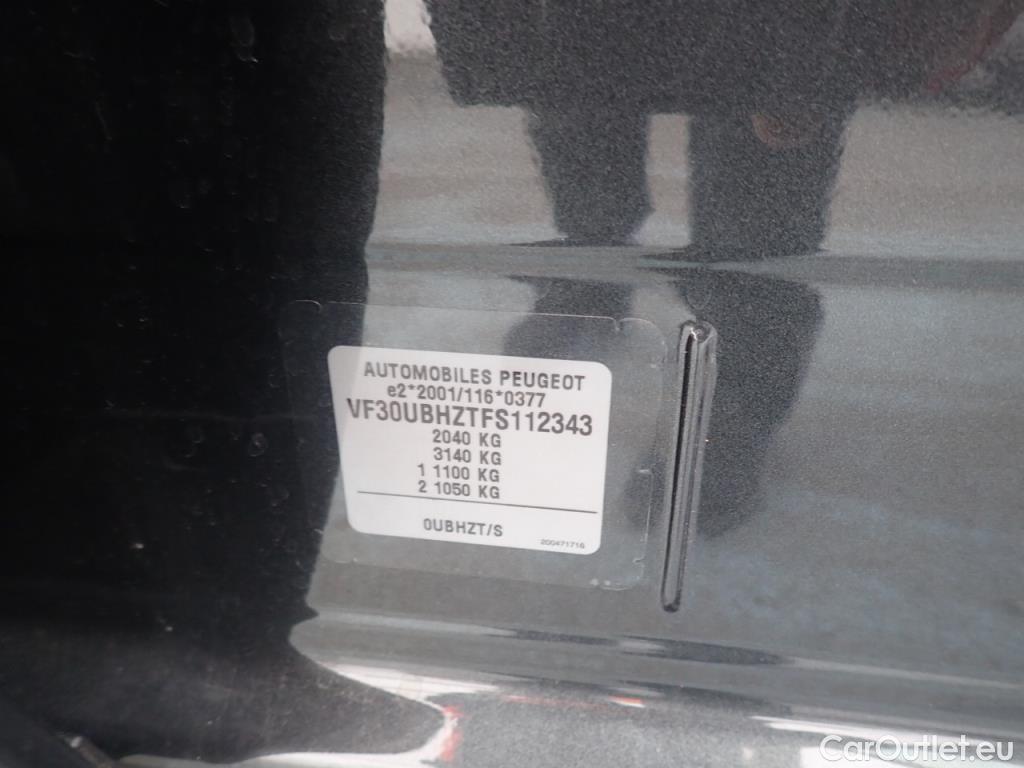 AUTOMOBILES PEUGEOT
e2*2001/116*0377
VF30UBHZTFS112343
2040 KG
3140 KG
1 1100 KG
2 1050 KG
0UBHZT/S
200471716
CarOutlet.eu